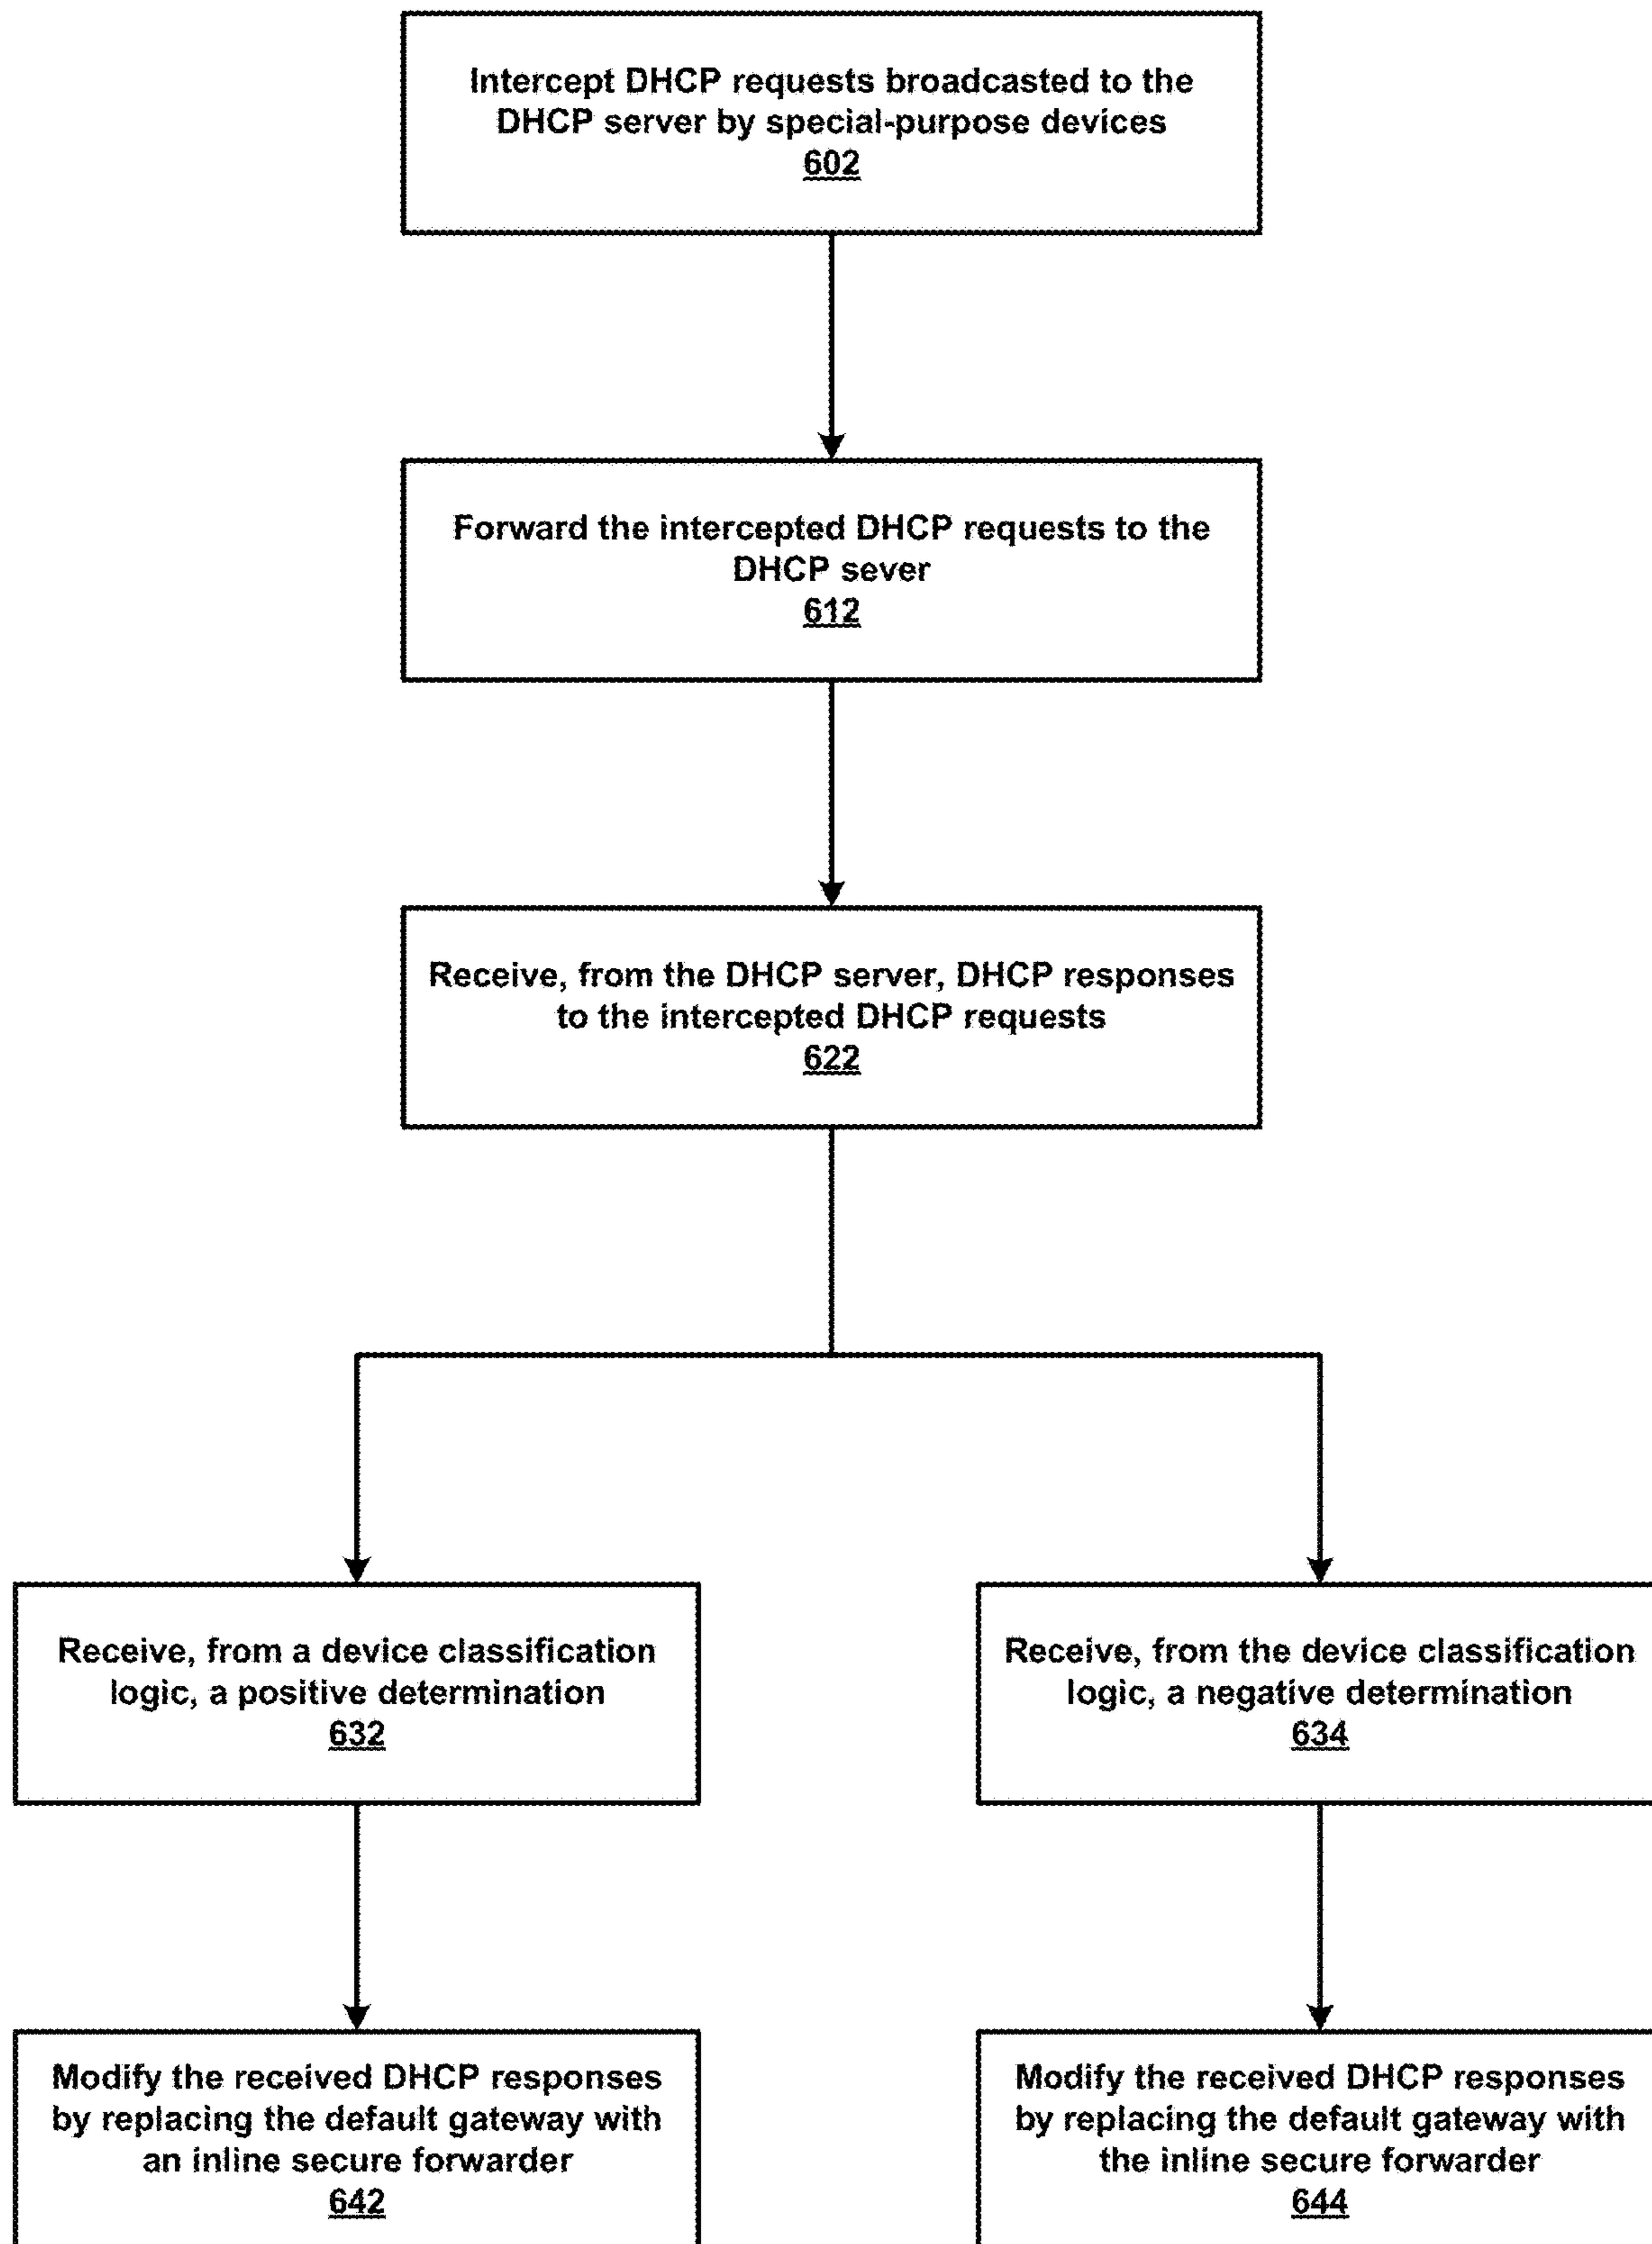 Intercept DHCP requests broadcasted to the
DHCP server by special-purpose devices
602
Forward the intercepted DHCP requests to the
DHCP sever
612
Receive, from the DHCP server, DHCP responses
to the intercepted DHCP requests
622
Receive, from a device classification
logic, a positive determination
632
Receive, from the device classification
logic, a negative determination
634
Modify the received DHCP responses
by replacing the default gateway with
an inline secure forwarder
642
Modify the received DHCP responses
by replacing the default gateway with
the inline secure forwarder
644